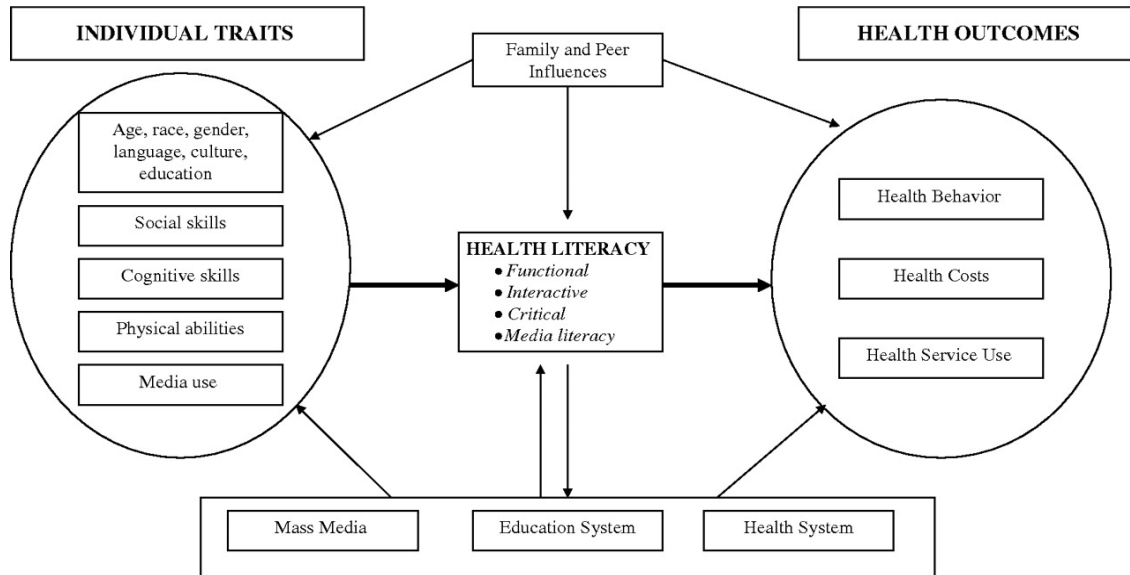 INDIVIDUAL TRAITS
Family and Peer
Influences
HEALTH OUTCOMES
Age, race, gender,
language, culture,
education
Social skills
Cognitive skills
Physical abilities
Media use
HEALTH LITERACY
• Functional
• Interactive
• Critical
• Media literacy
Health Behavior
Health Costs
Health Service Use
Mass Media
Education System
Health System